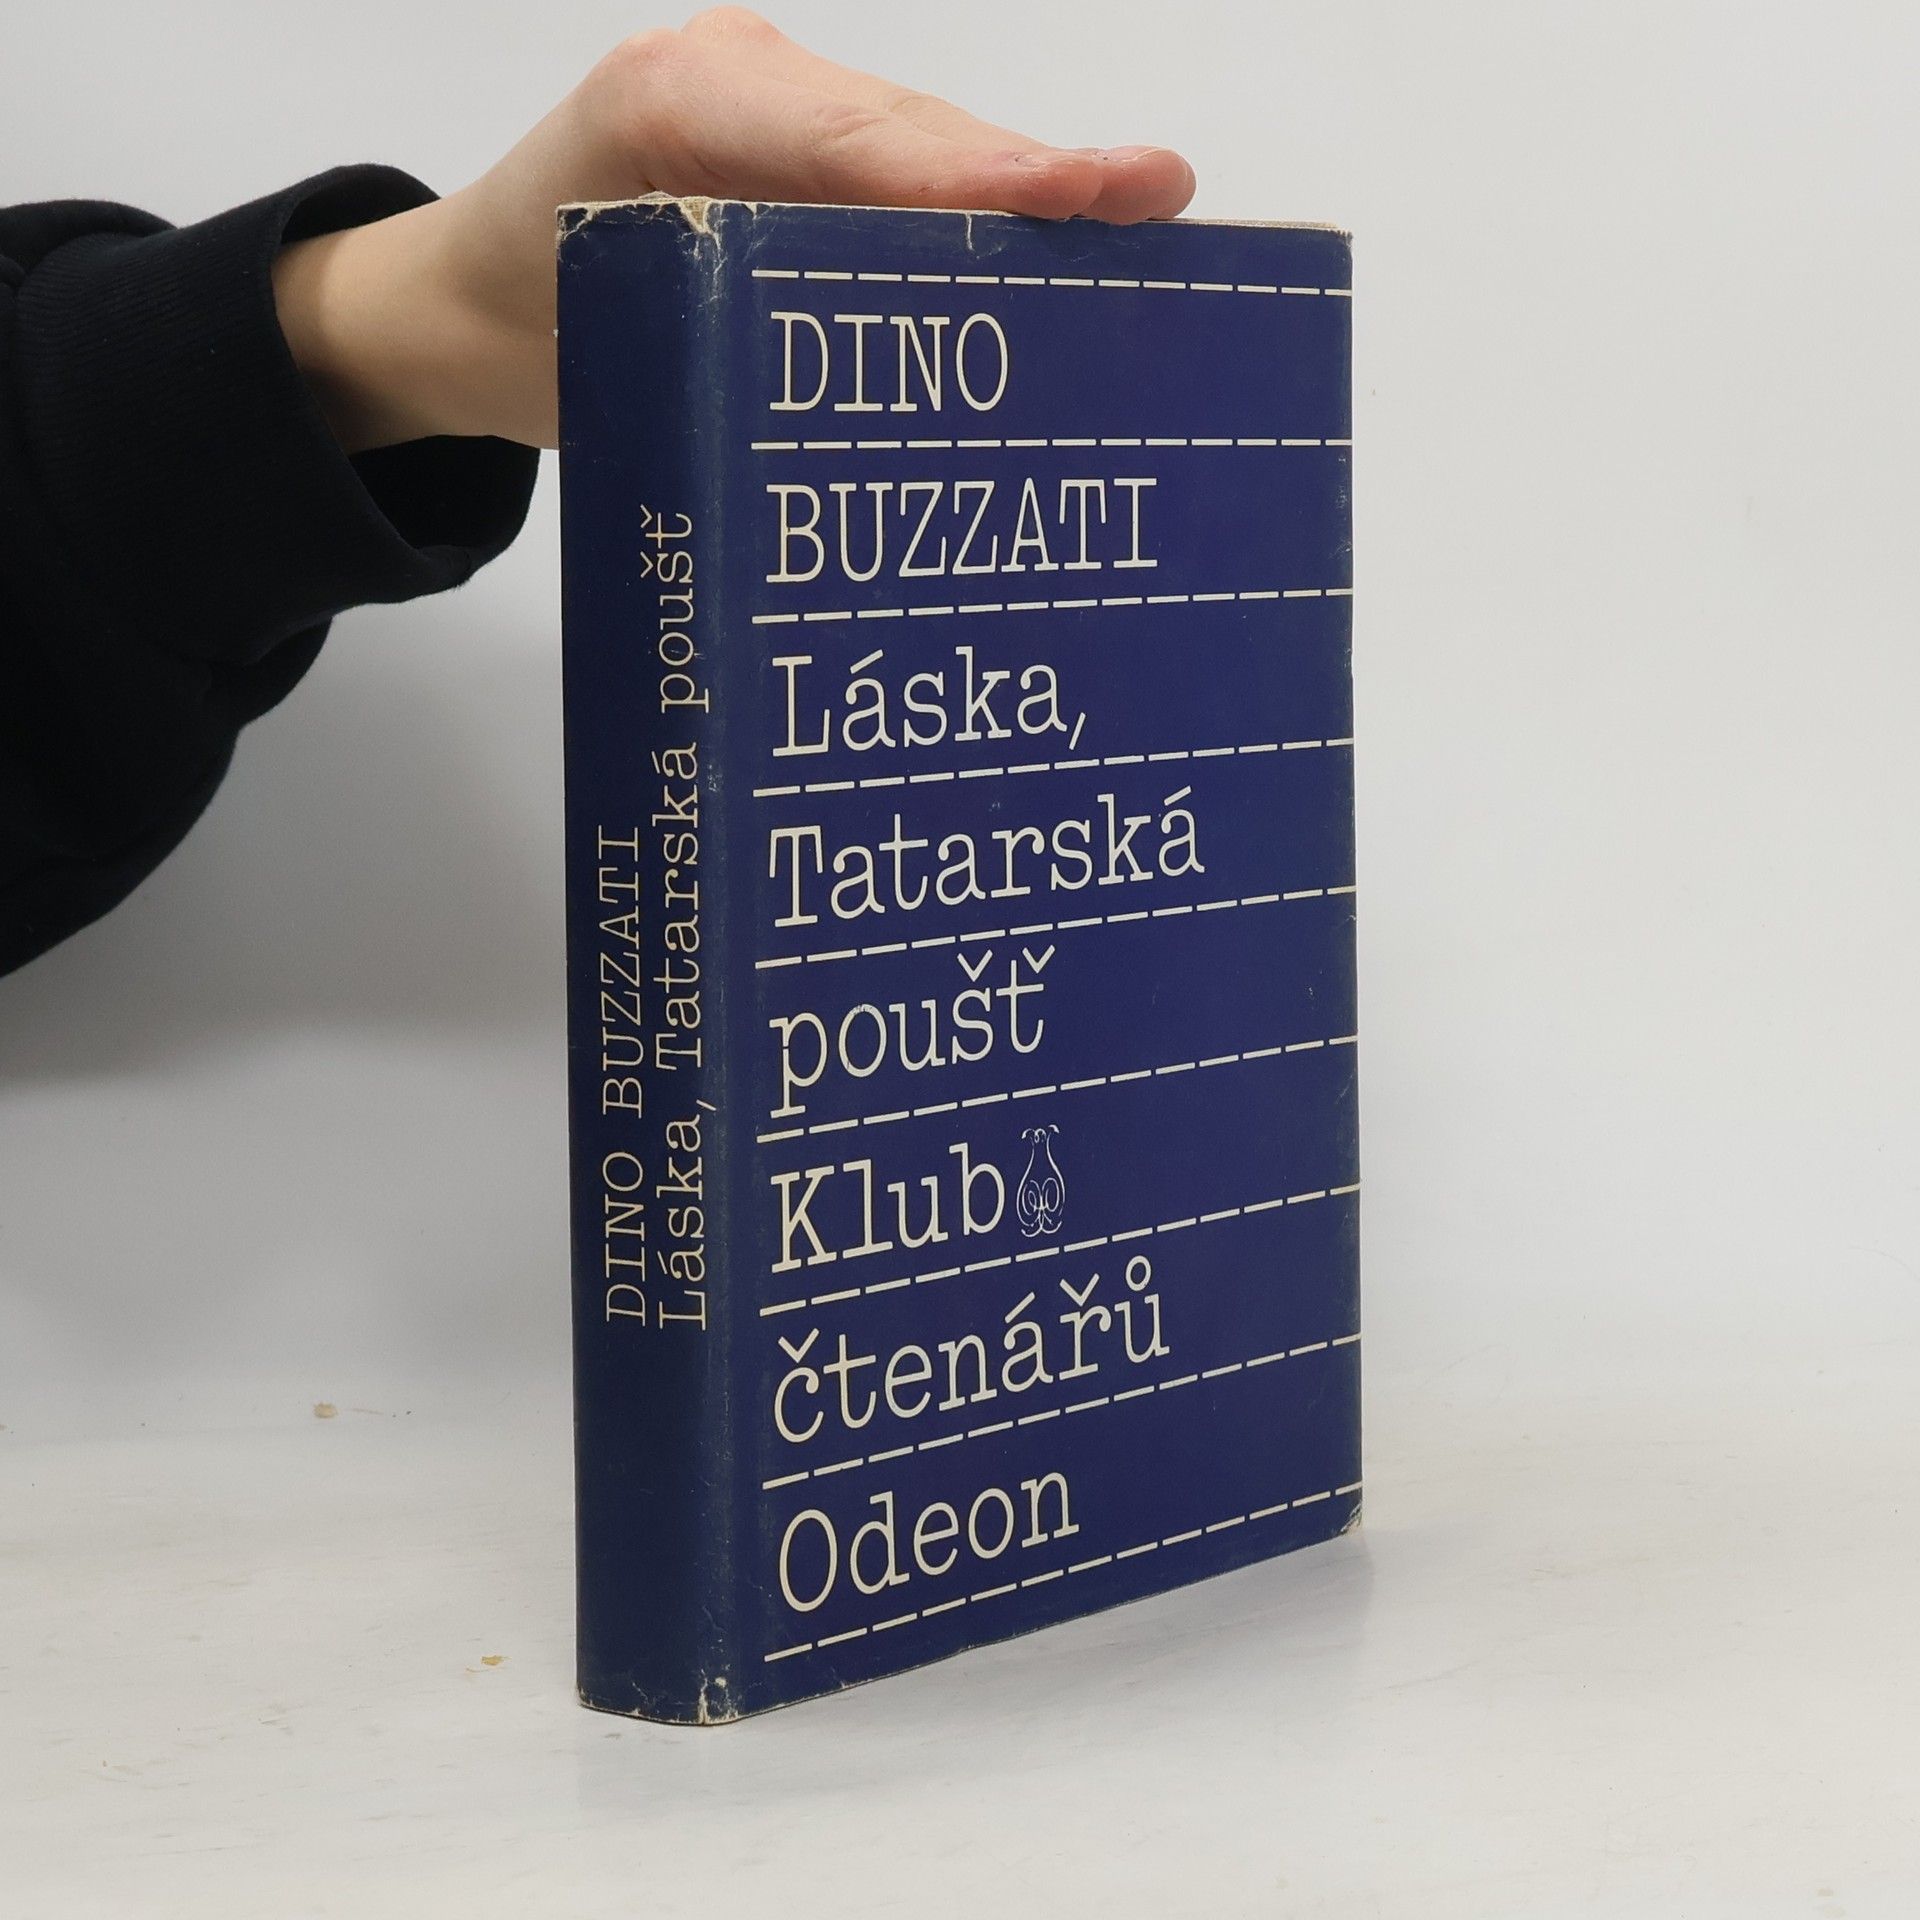 DINO BUZZATI
Láska, Tatarská poušť
DINO
BUZZATI
Láska,
Tatarská
poušť
Klub
čtenářů
Odeon